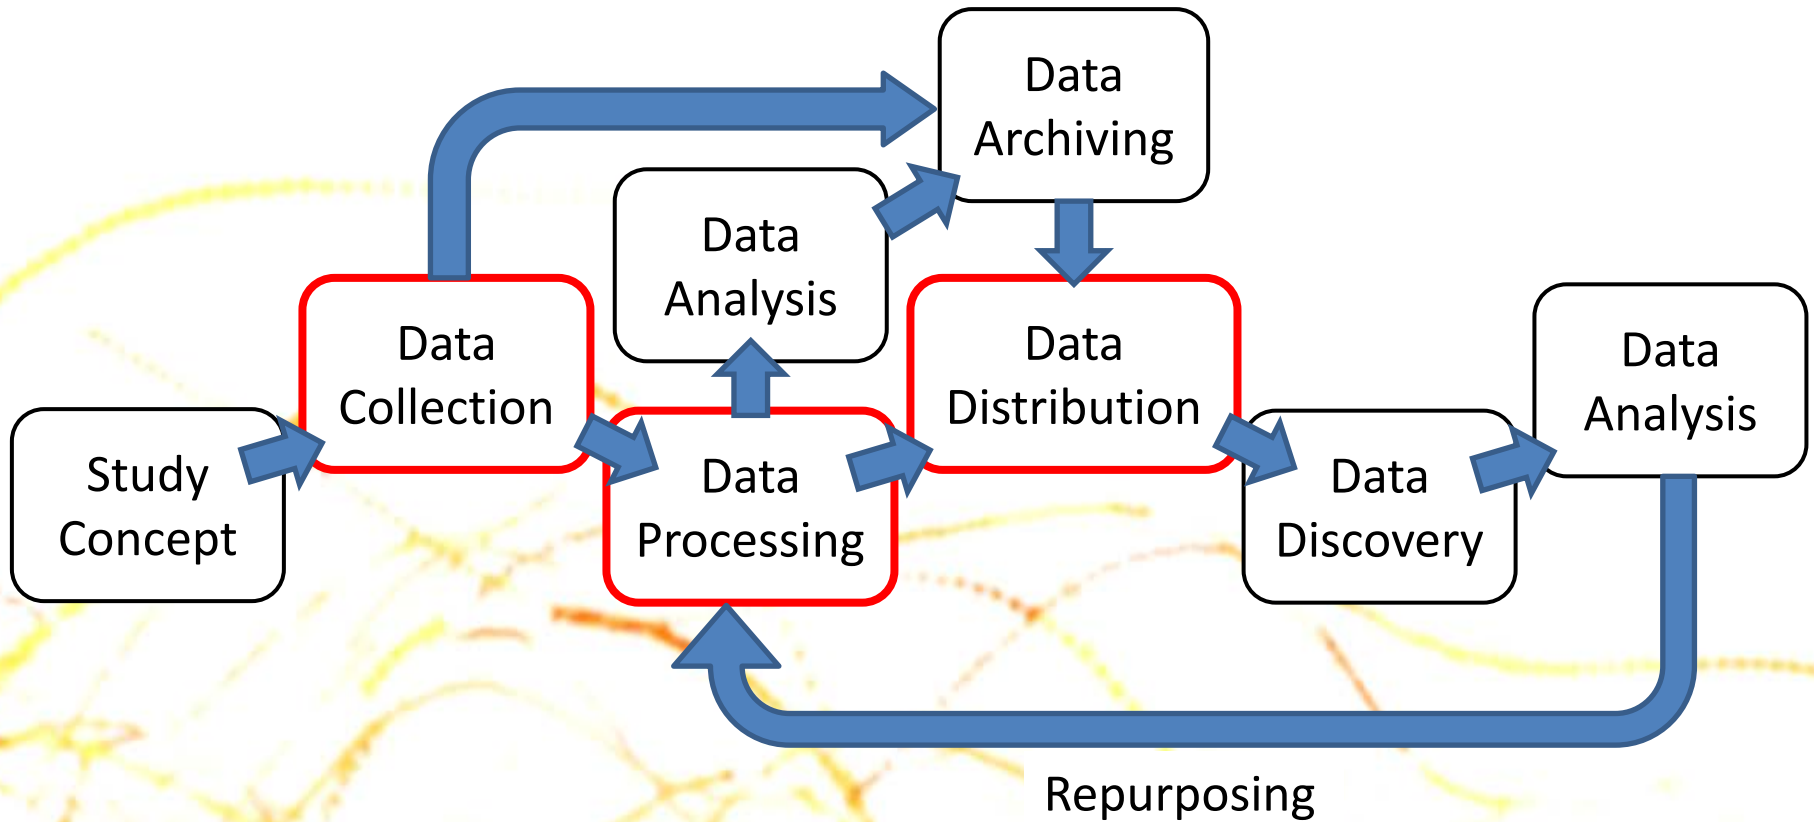 Data
Archiving
Data
Analysis
Data
Collection
Data
Distribution
Data
Analysis
Study
Concept
Data
Processing
Data
Discovery
Repurposing